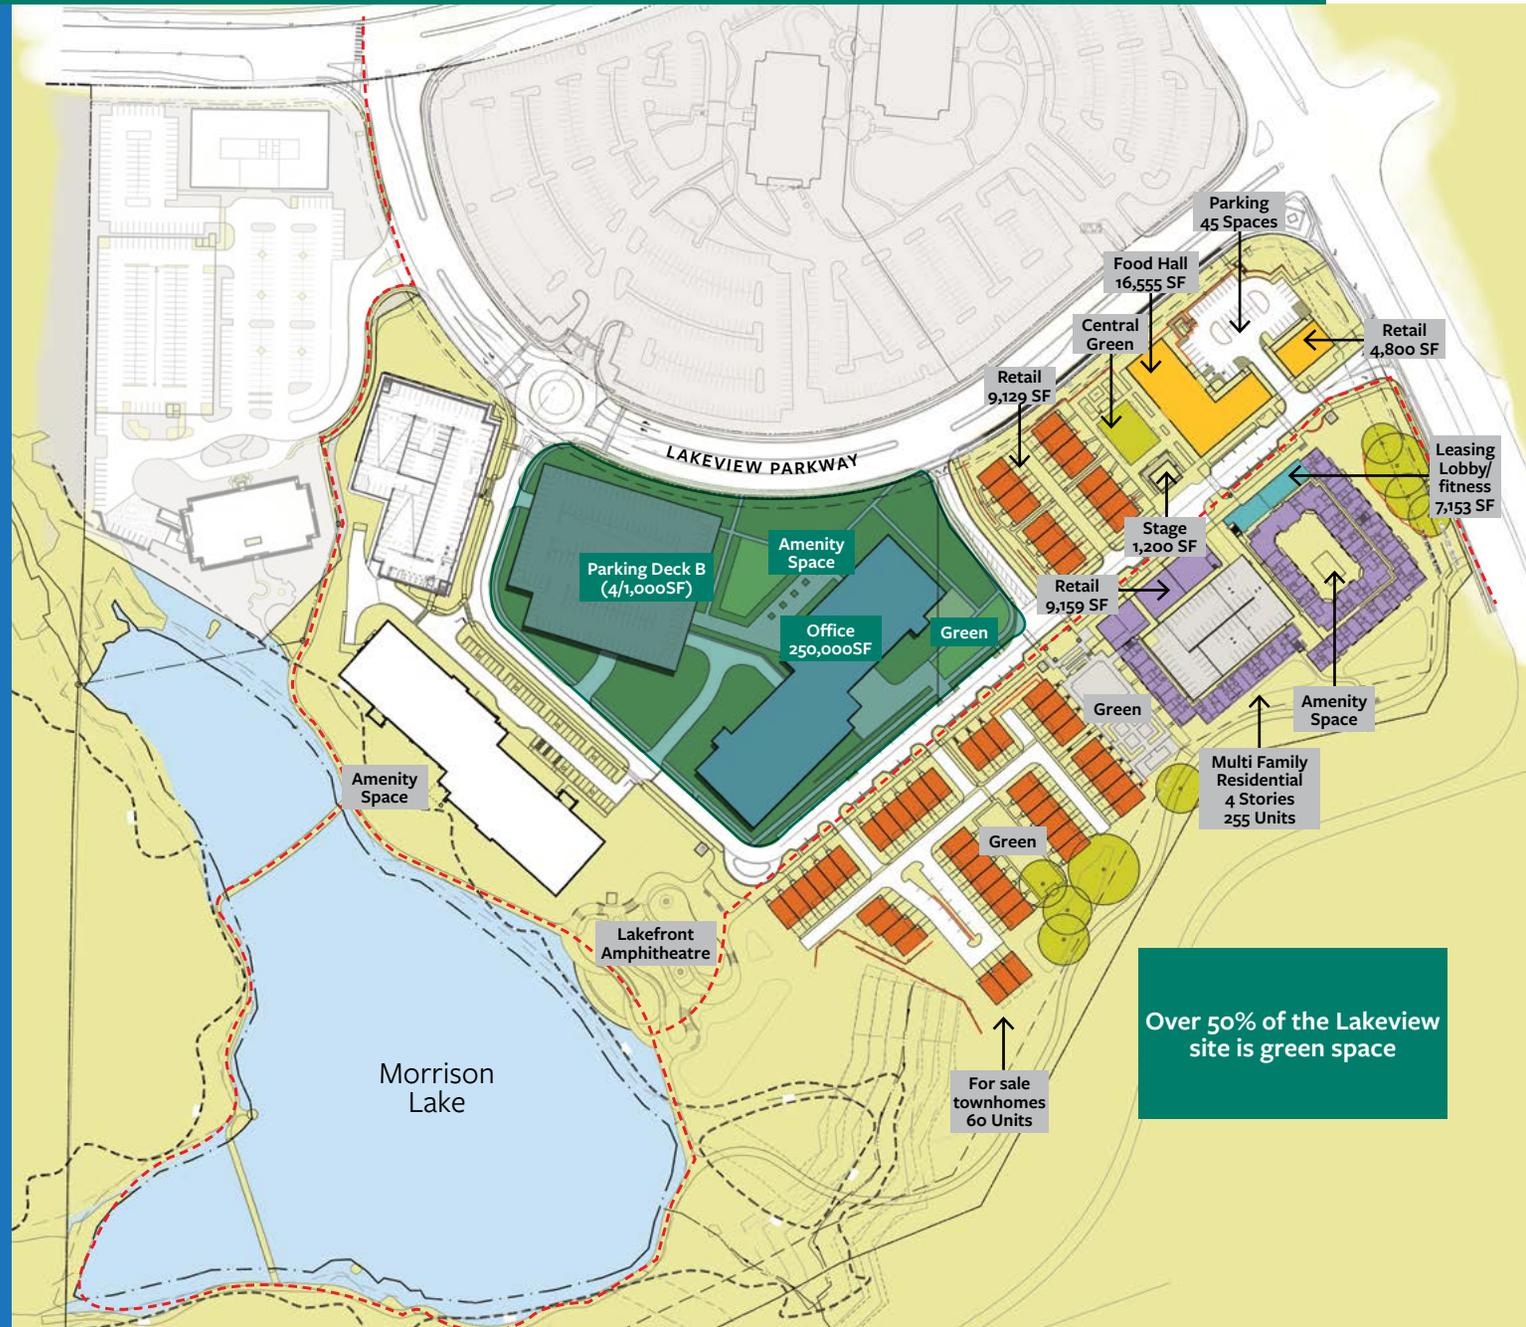 Parking
45 Spaces
Food Hall
16,555 SF
Central
Green
Retail
4,800 SF
Retail
9,129 SF
LAKEVIEW PARKWAY
Leasing
Lobby/
fitness
7,153 SF
Stage
1,200 SF
Amenity
Space
Parking Deck B
(4/1,000SF)
Retail
9,159 SF
Office
250,000SF
Green
Green
Amenity
Space
Amenity
Space
Multi Family
Residential
4 Stories
255 Units
Green
Lakefront
Amphitheatre
Over 50% of the Lakeview
site is green space
Morrison
Lake
For sale
townhomes
60 Units